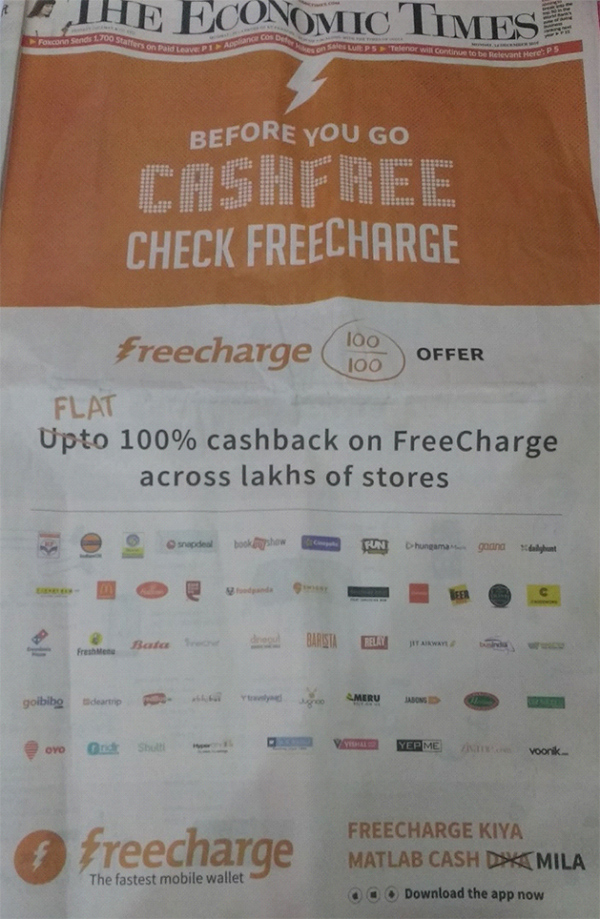 THE ECONOMIC TIMES
Foxconn Sends 1,700 Staffers on Paid Leave: P 1 Appliance Cos Defer on Sales Lull: P 5 'Telenor will Continue to be Relevant Here': P 5
BEFORE YOU GO
CASHFREE
CHECK FREECHARGE
freecharge 100/100 OFFER
FLAT
Upto 100% cashback on FreeCharge
across lakhs of stores
HP snapdeal bookmyshow FUN hungama gaana dailyhunt
foodpanda BEER
Domino's Pizza FreshMenu Bata BARISTA RELAY JET AIRWAYS
goibibo cleartrip Jugnoo MERU JABONG
oyo ridlr Shuttl YEPME voonik
freecharge
The fastest mobile wallet
FREECHARGE KIYA
MATLAB CASH DIYA MILA
Download the app now